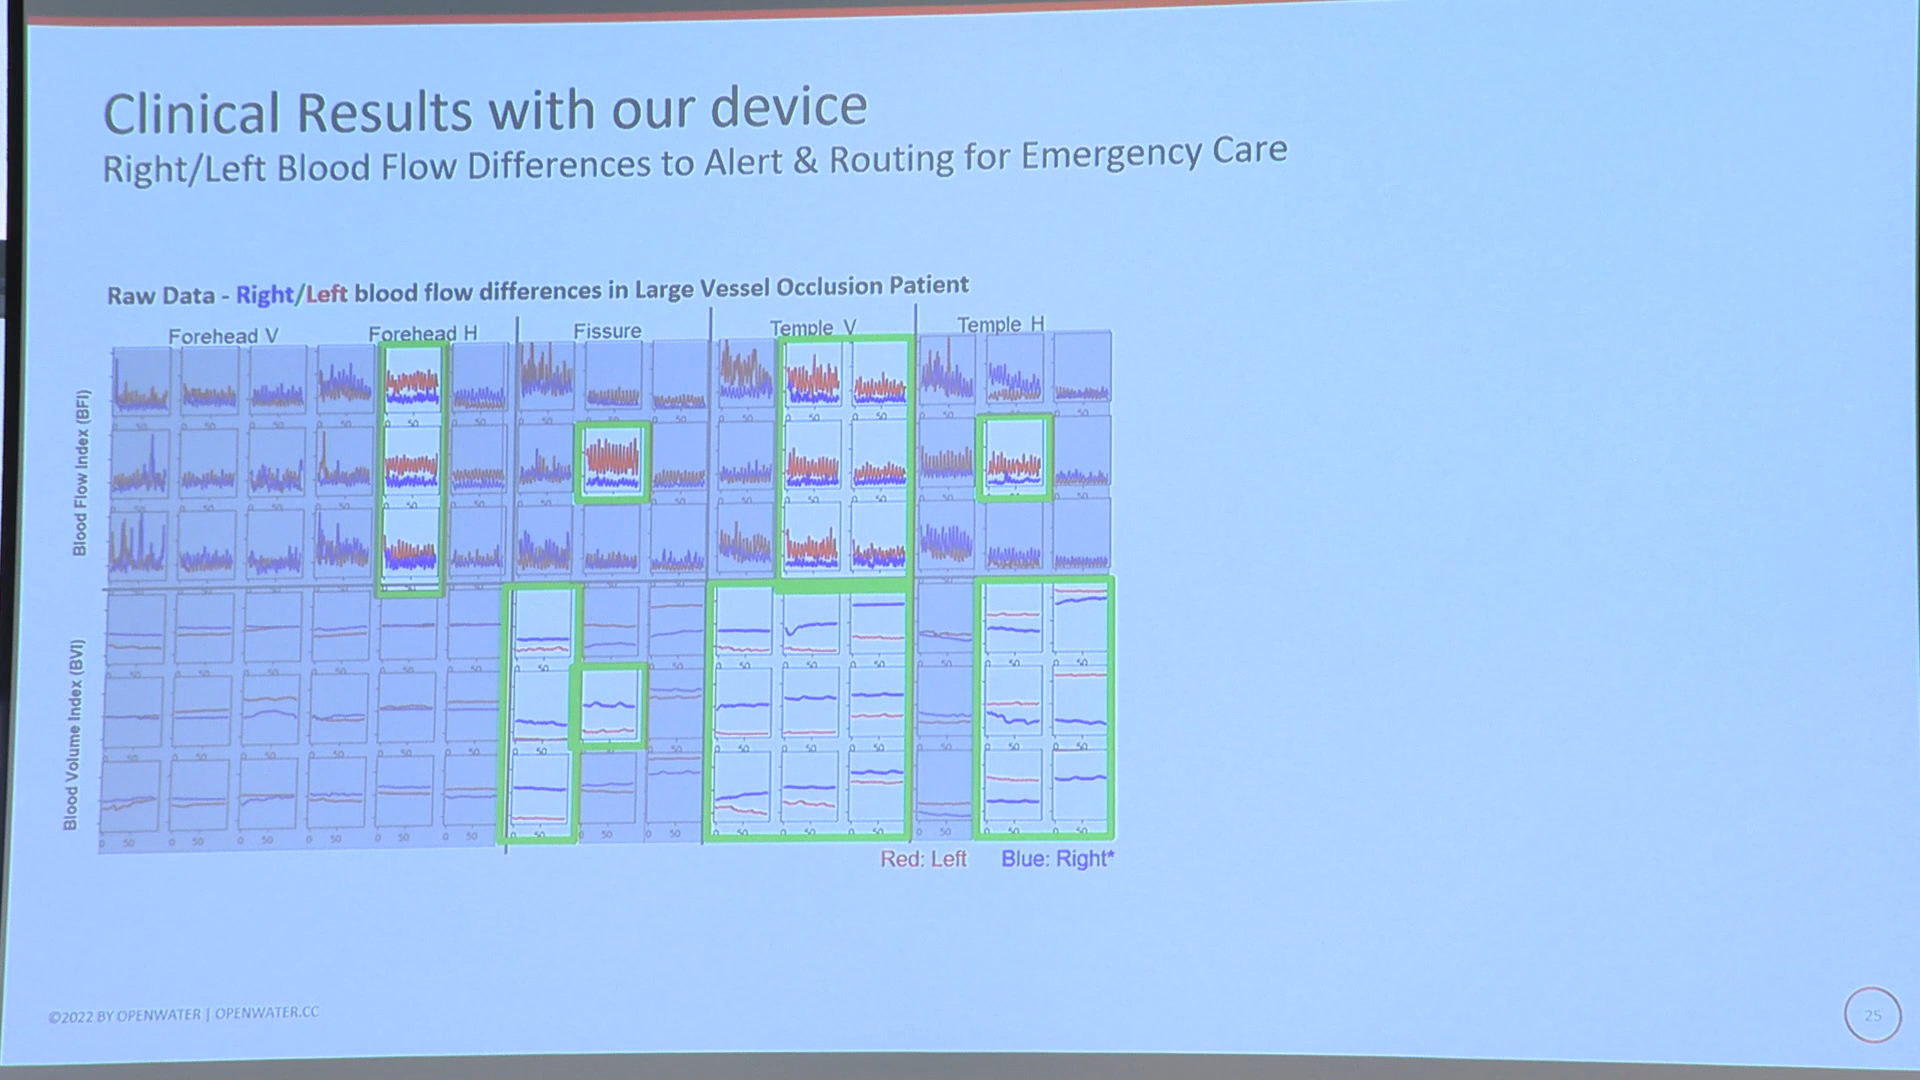 Clinical Results with our device
Right/Left Blood Flow Differences to Alert & Routing for Emergency Care
Raw Data - Right/Left blood flow differences in Large Vessel Occlusion Patient
Forehead V Forehead H Fissure Temple V Temple H
Blood Flow Index (BFI)
Blood Volume Index (BVI)
Red: Left Blue: Right*
©2022 BY OPENWATER | OPENWATER.CC
25